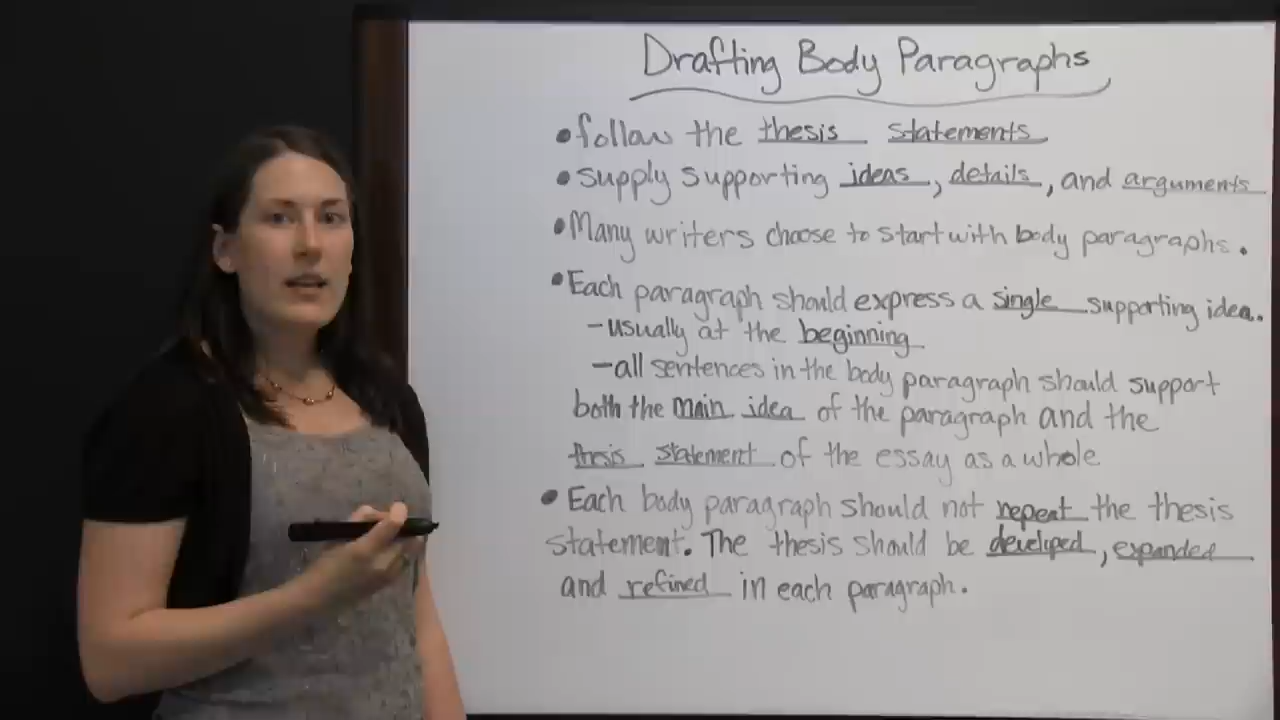 Drafting Body Paragraphs
• follow the thesis statements
• supply supporting ideas, details, and arguments
• Many writers choose to start with body paragraphs.
• Each paragraph should express a single supporting idea.
- usually at the beginning
- all sentences in the body paragraph should support
both the main idea of the paragraph and the
thesis statement of the essay as a whole
• Each body paragraph should not repeat the thesis
statement. The thesis should be developed, expanded
and refined in each paragraph.